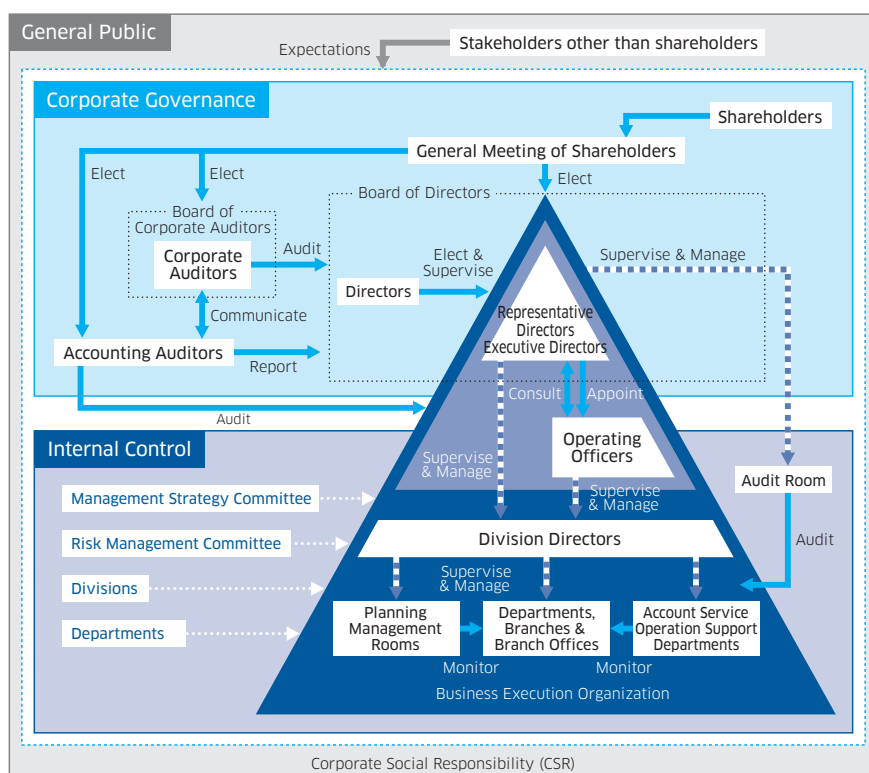 General Public
Stakeholders other than shareholders
Expectations
Corporate Governance
Shareholders
General Meeting of Shareholders
Elect
Elect
Elect
Board of Directors
Board of
Corporate Auditors
Corporate
Auditors
Audit
Elect &
Supervise
Supervise & Manage
Directors
Communicate
Representative
Directors
Executive Directors
Accounting Auditors
Report
Consult
Appoint
Audit
Internal Control
Operating
Officers
Supervise
& Manage
Audit Room
Management Strategy Committee
Supervise
& Manage
Risk Management Committee
Division Directors
Audit
Divisions
Supervise
& Manage
Departments
Planning
Management
Rooms
Departments,
Branches &
Branch Offices
Account Service
Operation Support
Departments
Monitor
Monitor
Business Execution Organization
Corporate Social Responsibility (CSR)